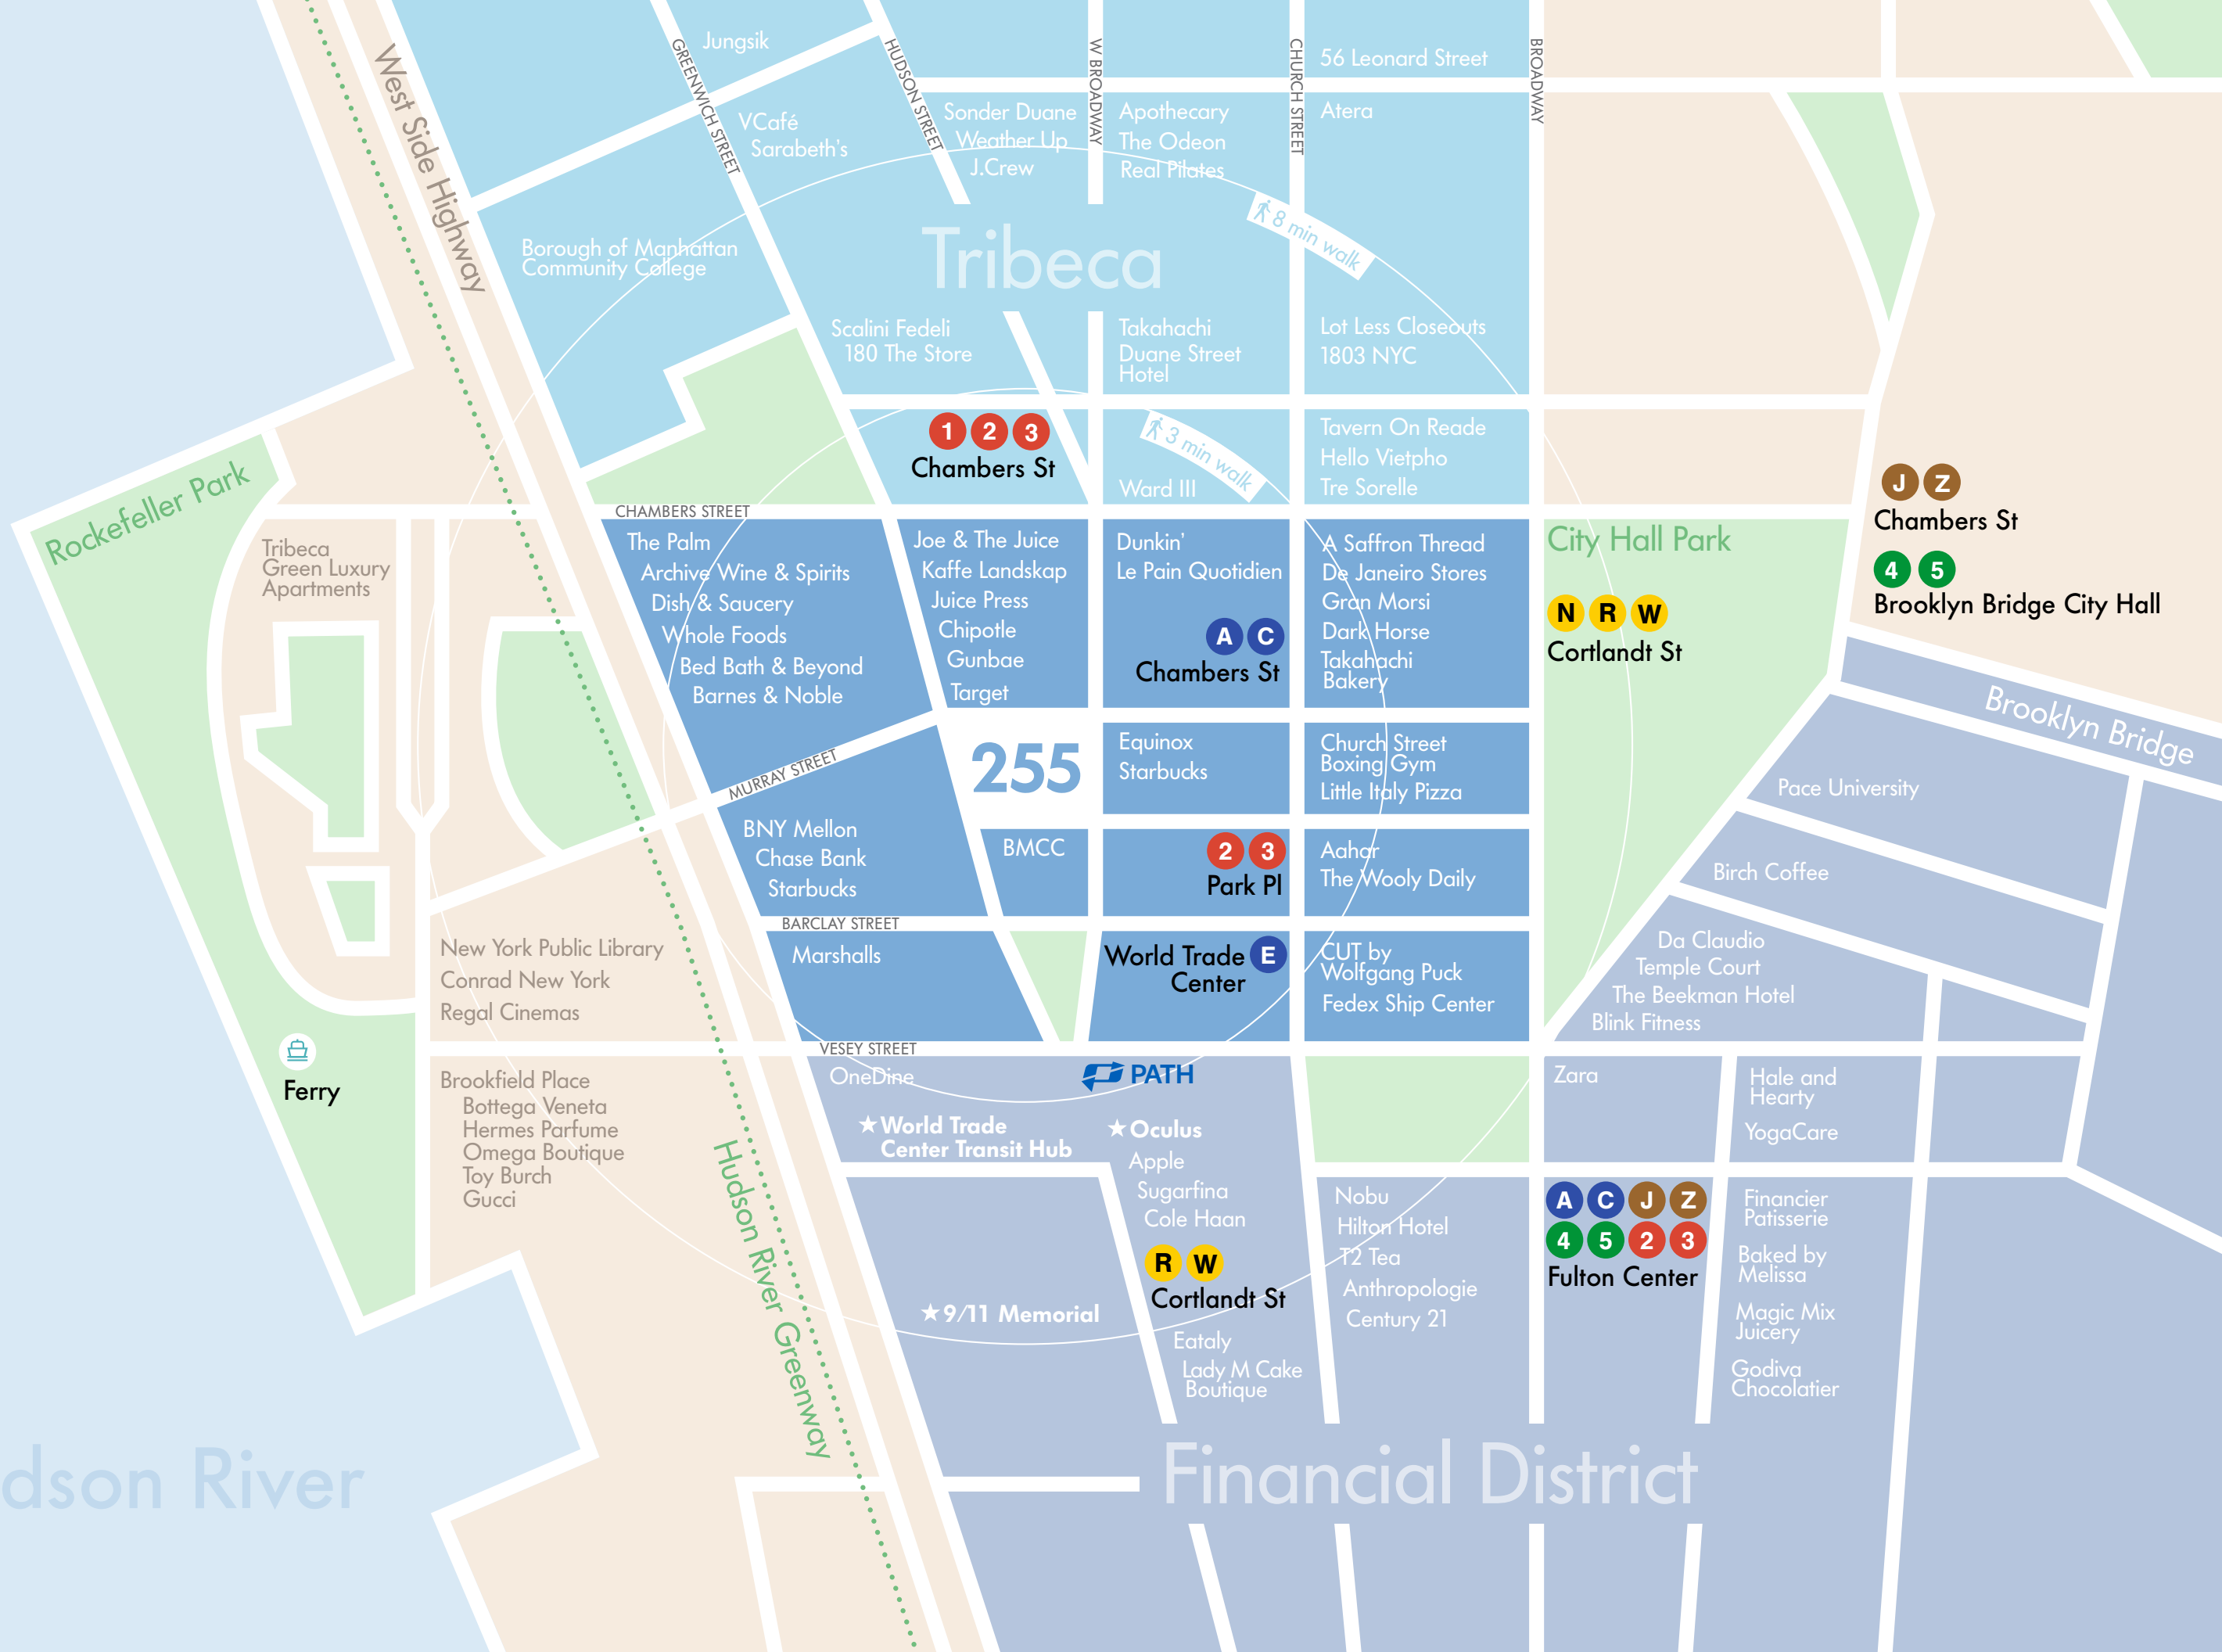 Jungsik
56 Leonard Street
West Side Highway
GREENWICH STREET
HUDSON STREET
W BROADWAY
CHURCH STREET
BROADWAY
VCafé
Sarabeth's
Sonder Duane
Weather Up
J.Crew
Apothecary
The Odeon
Real Pilates
Atera
8 min walk
Borough of Manhattan
Community College
Tribeca
Scalini Fedeli
180 The Store
Takahachi
Duane Street
Hotel
Lot Less Closeouts
1803 NYC
1 2 3
Chambers St
3 min walk
Ward III
Tavern On Reade
Hello Vietpho
Tre Sorelle
J Z
Chambers St
4 5
Brooklyn Bridge City Hall
Rockefeller Park
CHAMBERS STREET
Tribeca
Green Luxury
Apartments
The Palm
Archive Wine & Spirits
Dish & Saucery
Whole Foods
Bed Bath & Beyond
Barnes & Noble
Joe & The Juice
Kaffe Landskap
Juice Press
Chipotle
Gunbae
Target
Dunkin'
Le Pain Quotidien
A C
Chambers St
A Saffron Thread
De Janeiro Stores
Gran Morsi
Dark Horse
Takahachi
Bakery
City Hall Park
N R W
Cortlandt St
Brooklyn Bridge
MURRAY STREET
255
Equinox
Starbucks
Church Street
Boxing Gym
Little Italy Pizza
Pace University
BNY Mellon
Chase Bank
Starbucks
BMCC
2 3
Park Pl
Aahar
The Wooly Daily
Birch Coffee
BARCLAY STREET
New York Public Library
Conrad New York
Regal Cinemas
Marshalls
World Trade
Center
E
CUT by
Wolfgang Puck
Fedex Ship Center
Da Claudio
Temple Court
The Beekman Hotel
Blink Fitness
Ferry
VESEY STREET
OneDine
PATH
Zara
Hale and
Hearty
YogaCare
Brookfield Place
Bottega Veneta
Hermes Parfume
Omega Boutique
Toy Burch
Gucci
Hudson River Greenway
★World Trade
Center Transit Hub
★Oculus
Apple
Sugarfina
Cole Haan
R W
Cortlandt St
Eataly
Lady M Cake
Boutique
★9/11 Memorial
Nobu
Hilton Hotel
T2 Tea
Anthropologie
Century 21
A C J Z
4 5 2 3
Fulton Center
Financier
Patisserie
Baked by
Melissa
Magic Mix
Juicery
Godiva
Chocolatier
dson River
Financial District